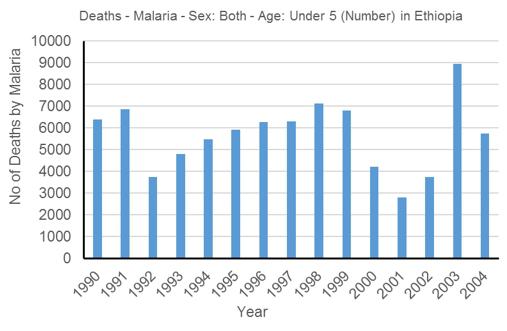 Deaths - Malaria - Sex: Both - Age: Under 5 (Number) in Ethiopia
No of Deaths by Malaria
10000
9000
8000
7000
6000
5000
4000
3000
2000
1000
0
1990 1991 1992 1993 1994 1995 1996 1997 1998 1999 2000 2001 2002 2003 2004
Year